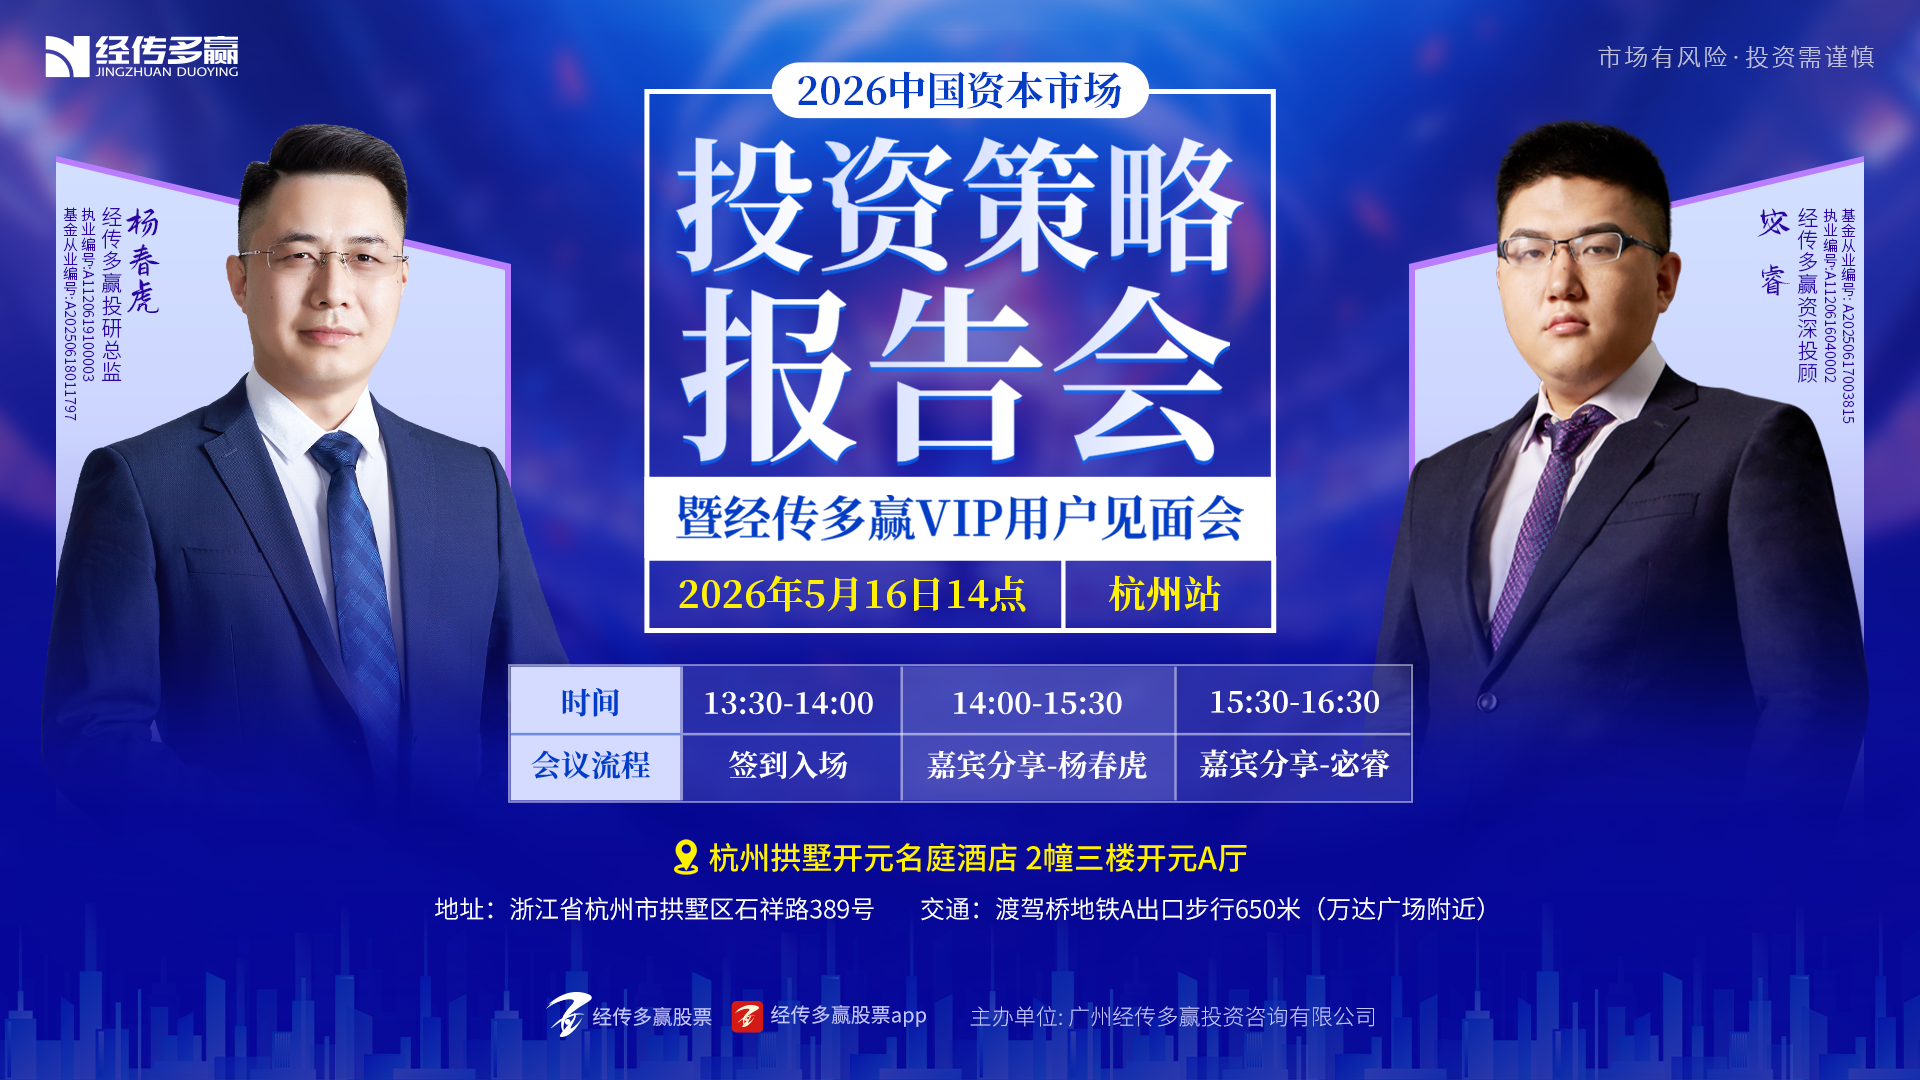 经传多赢
JINGZHUAN DUOYING
市场有风险·投资需谨慎
2026中国资本市场
投资策略
报告会
暨经传多赢VIP用户见面会
2026年5月16日14点
杭州站
杨春虎
经传多赢投研总监
执业编号:A1120619100003
基金从业编号:A20250618011797
宓睿
经传多赢资深投顾
执业编号:A1120616040002
基金从业编号: A20250617003815
时间 13:30-14:00 14:00-15:30 15:30-16:30
会议流程 签到入场 嘉宾分享-杨春虎 嘉宾分享-宓睿
杭州拱墅开元名庭酒店 2幢三楼开元A厅
地址：浙江省杭州市拱墅区石祥路389号 交通：渡驾桥地铁A出口步行650米（万达广场附近）
经传多赢股票 经传多赢股票app 主办单位: 广州经传多赢投资咨询有限公司